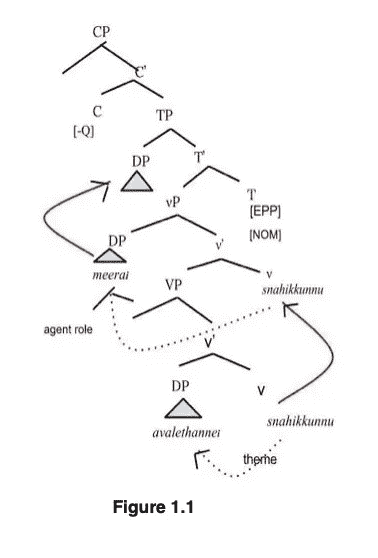 CP
C'
C TP
[-Q]
DP T'
T
vP [EPP]
DP v' [NOM]
meerai v
VP snahikkunnu
agent role
V'
DP V
avalethannei snahikkunnu
theme
Figure 1.1